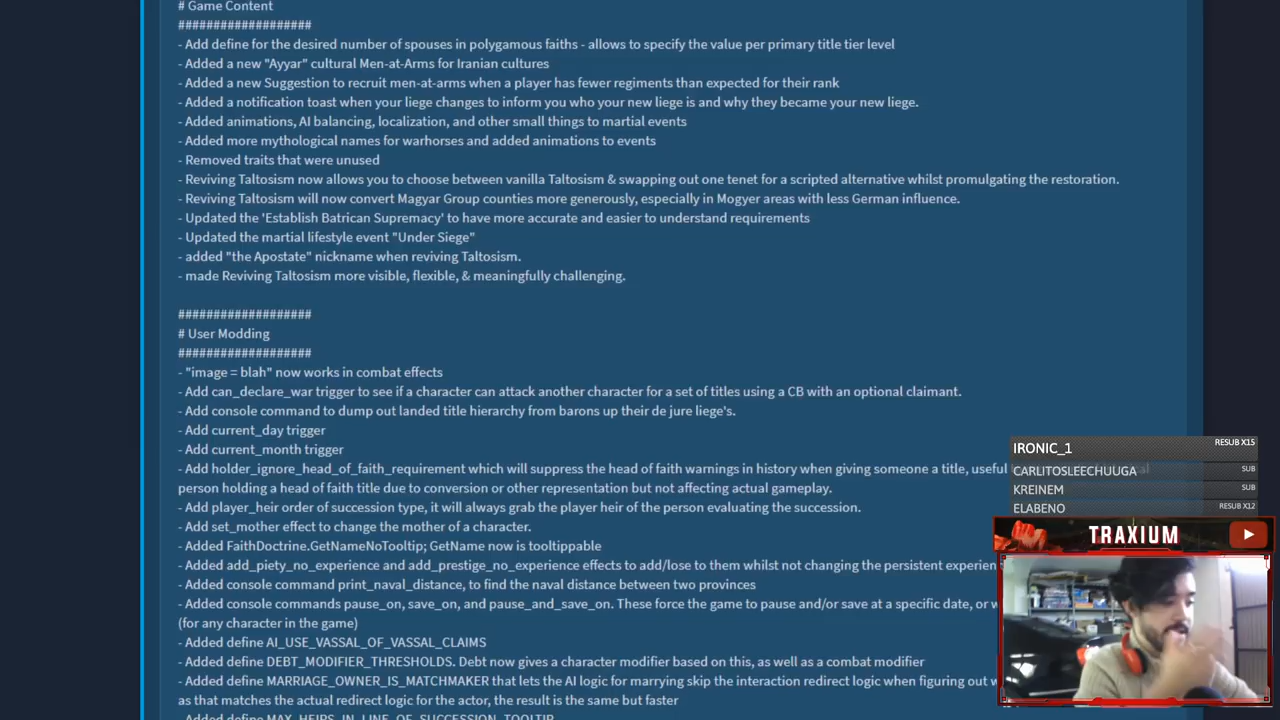 # Game Content
###################
- Add define for the desired number of spouses in polygamous faiths - allows to specify the value per primary title tier level
- Added a new "Ayyar" cultural Men-at-Arms for Iranian cultures
- Added a new Suggestion to recruit men-at-arms when a player has fewer regiments than expected for their rank
- Added a notification toast when your liege changes to inform you who your new liege is and why they became your new liege.
- Added animations, AI balancing, localization, and other small things to martial events
- Added more mythological names for warhorses and added animations to events
- Removed traits that were unused
- Reviving Taltosism now allows you to choose between vanilla Taltosism & swapping out one tenet for a scripted alternative whilst promulgating the restoration.
- Reviving Taltosism will now convert Magyar Group counties more generously, especially in Mogyer areas with less German influence.
- Updated the 'Establish Batrican Supremacy' to have more accurate and easier to understand requirements
- Updated the martial lifestyle event "Under Siege"
- added "the Apostate" nickname when reviving Taltosism.
- made Reviving Taltosism more visible, flexible, & meaningfully challenging.
###################
# User Modding
###################
- "image = blah" now works in combat effects
- Add can_declare_war trigger to see if a character can attack another character for a set of titles using a CB with an optional claimant.
- Add console command to dump out landed title hierarchy from barons up their de jure liege's.
- Add current_day trigger
- Add current_month trigger
- Add holder_ignore_head_of_faith_requirement which will suppress the head of faith warnings in history when giving someone a title, useful
person holding a head of faith title due to conversion or other representation but not affecting actual gameplay.
- Add player_heir order of succession type, it will always grab the player heir of the person evaluating the succession.
- Add set_mother effect to change the mother of a character.
- Added FaithDoctrine.GetNameNoTooltip; GetName now is tooltippable
- Added add_piety_no_experience and add_prestige_no_experience effects to add/lose to them whilst not changing the persistent experien
- Added console command print_naval_distance, to find the naval distance between two provinces
- Added console commands pause_on, save_on, and pause_and_save_on. These force the game to pause and/or save at a specific date, or w
(for any character in the game)
- Added define AI_USE_VASSAL_OF_VASSAL_CLAIMS
- Added define DEBT_MODIFIER_THRESHOLDS. Debt now gives a character modifier based on this, as well as a combat modifier
- Added define MARRIAGE_OWNER_IS_MATCHMAKER that lets the AI logic for marrying skip the interaction redirect logic when figuring out w
as that matches the actual redirect logic for the actor, the result is the same but faster
- Added define MAX_HEIRS_IN_LINE_OF_SUCCESSION_TOOLTIP
IRONIC_1 RESUB X15
CARLITOSLEECHUUGA SUB
KREINEM SUB
ELABENO RESUB X12
TRAXIUM